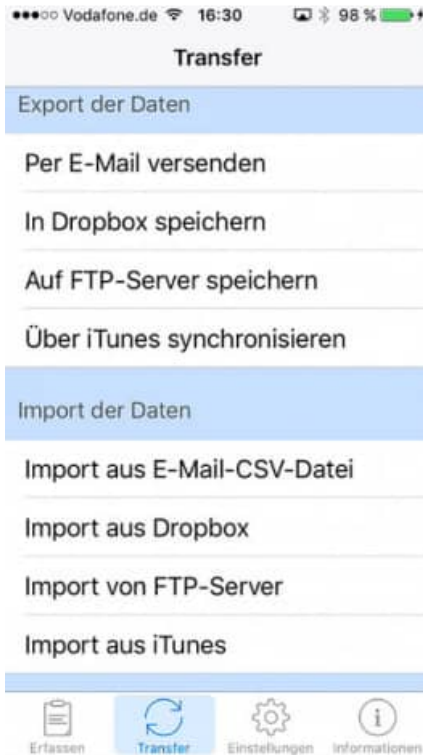 Vodafone.de 16:30 98 %
Transfer
Export der Daten
Per E-Mail versenden
In Dropbox speichern
Auf FTP-Server speichern
Über iTunes synchronisieren
Import der Daten
Import aus E-Mail-CSV-Datei
Import aus Dropbox
Import von FTP-Server
Import aus iTunes
Erfassen Transfer Einstellungen Informationen